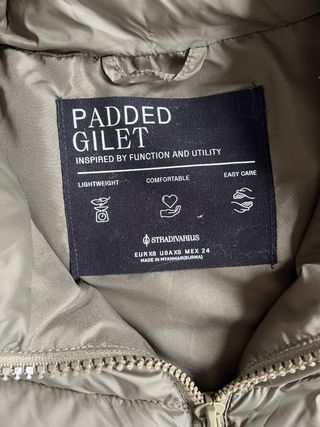 PADDED
GILET
INSPIRED BY FUNCTION AND UTILITY
LIGHTWEIGHT COMFORTABLE EASY CARE
STRADIVARIUS
EUR XS USA XS MEX 24
MADE IN MYANMAR (BURMA)